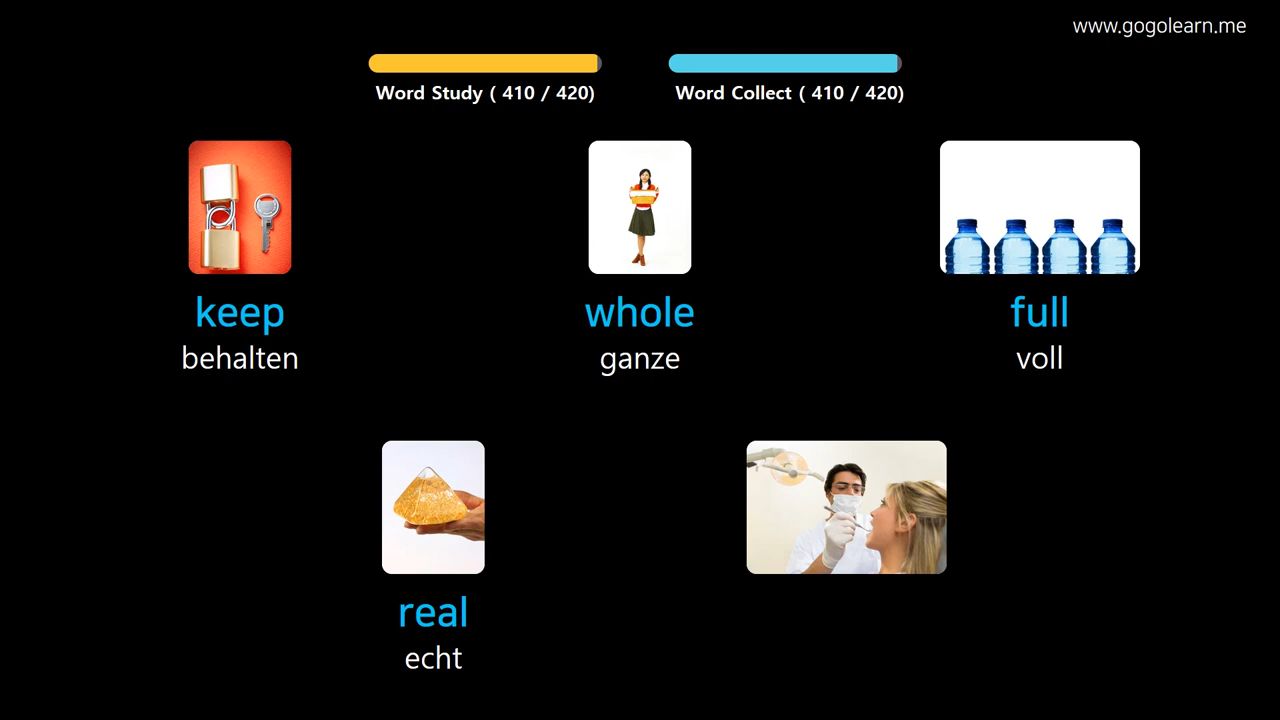 www.gogolearn.me
Word Study ( 410 / 420)
Word Collect ( 410 / 420)
keep
behalten
whole
ganze
full
voll
real
echt